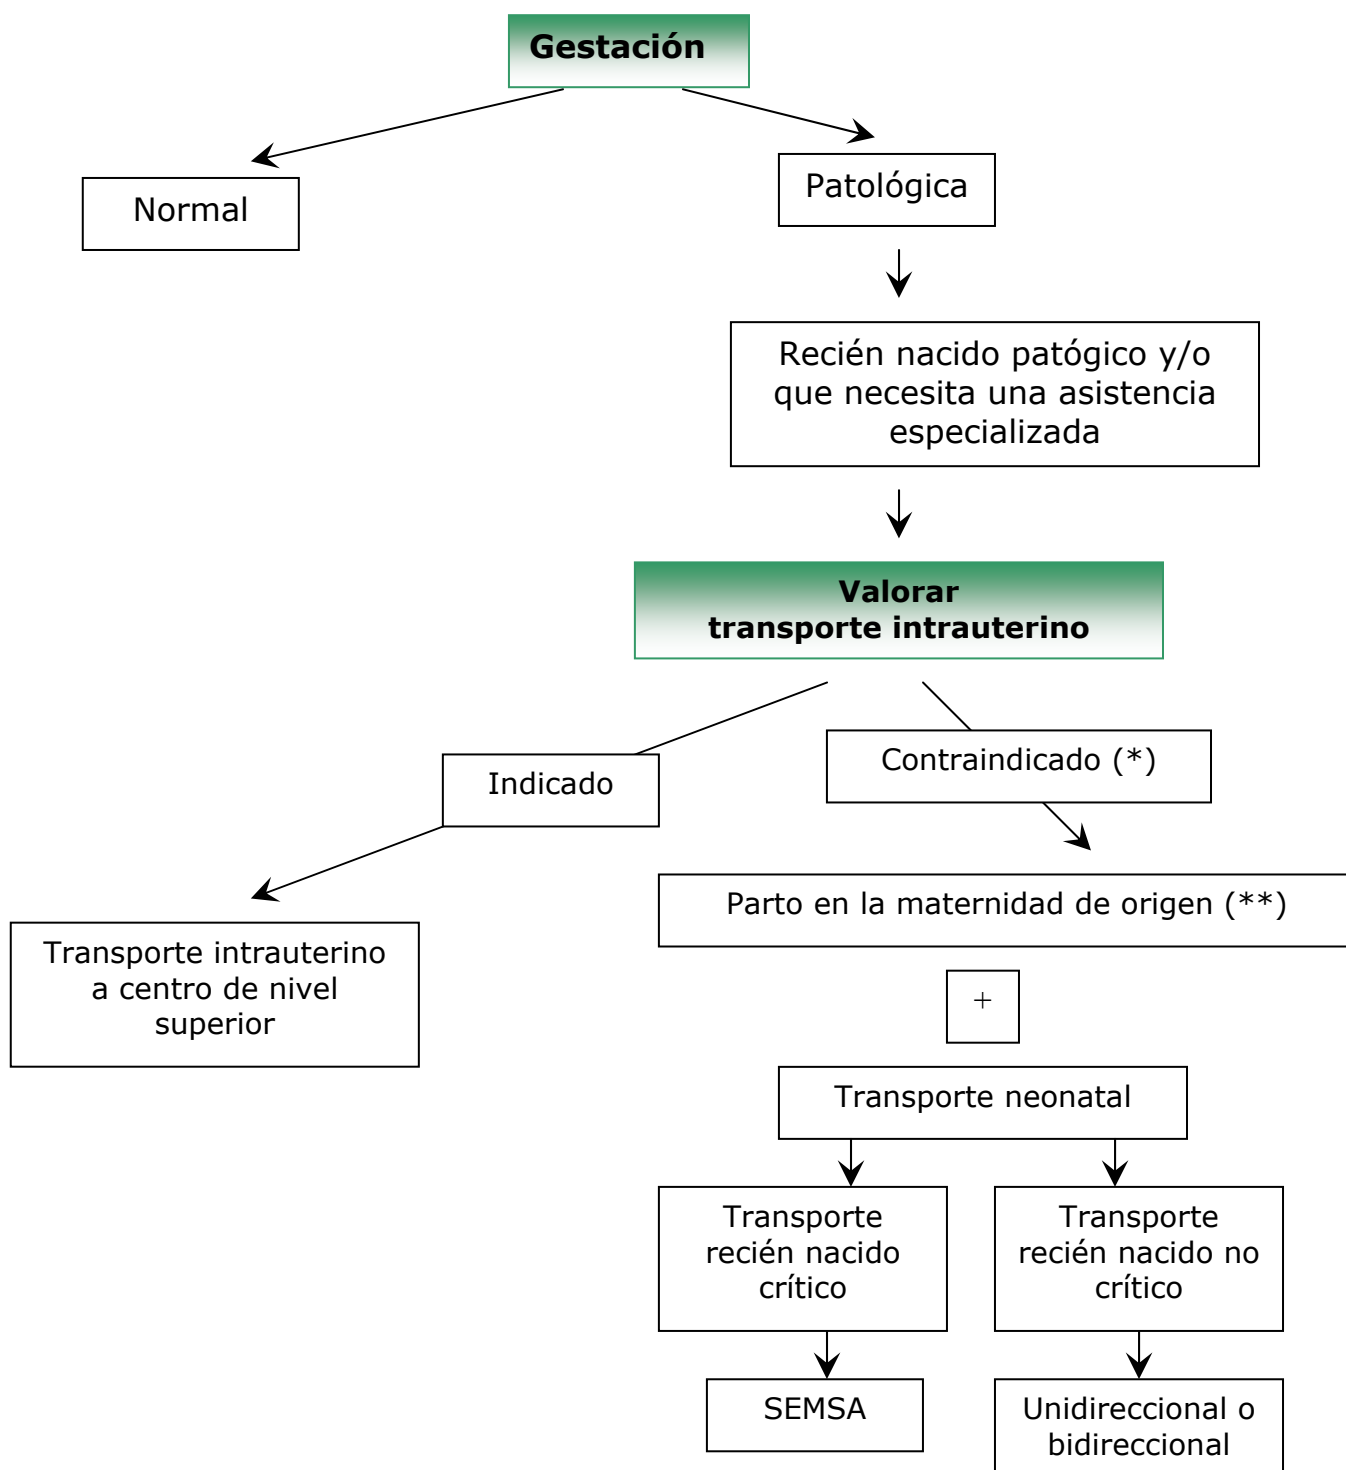 Gestación
Normal
Patológica
Recién nacido patógico y/o
que necesita una asistencia
especializada
Valorar
transporte intrauterino
Indicado
Contraindicado (*)
Parto en la maternidad de origen (**)
Transporte intrauterino
a centro de nivel
superior
+
Transporte neonatal
Transporte
recién nacido
crítico
Transporte
recién nacido no
crítico
SEMSA
Unidireccional o
bidireccional